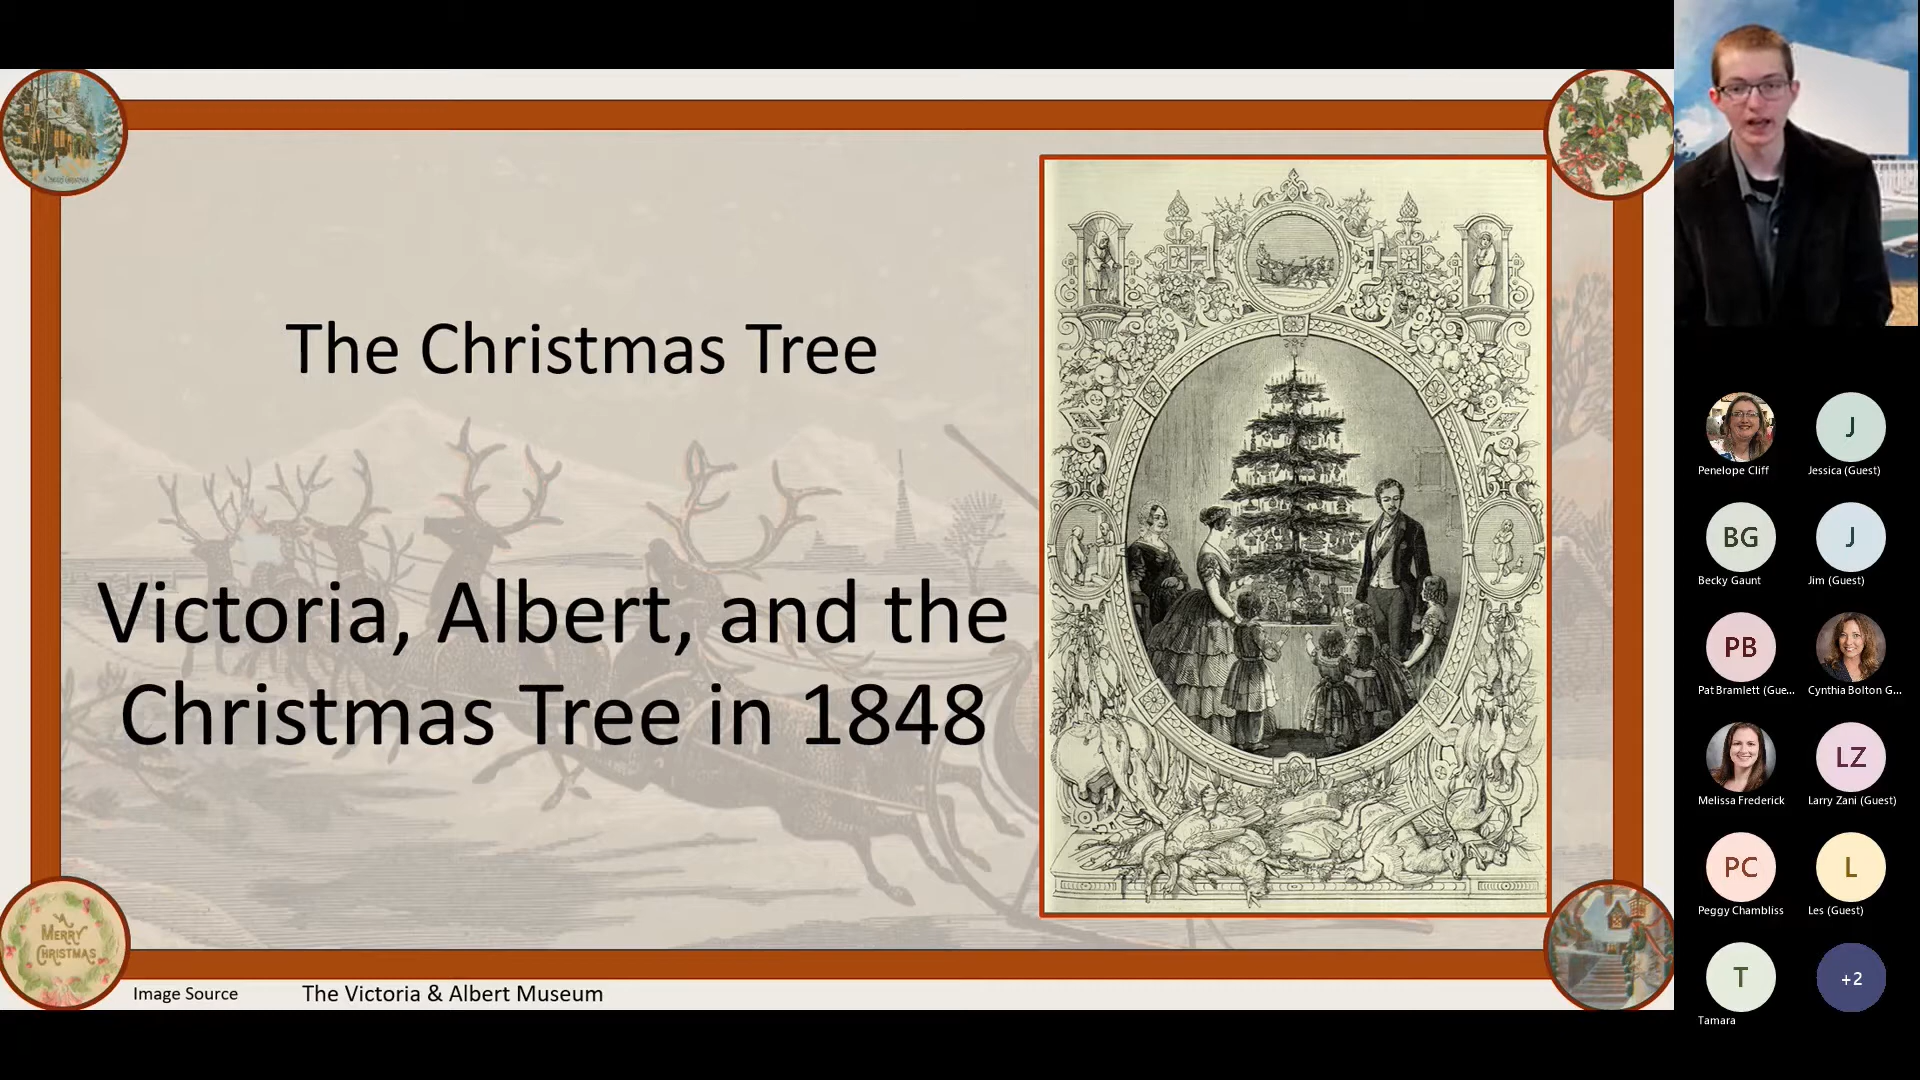 The Christmas Tree
Victoria, Albert, and the
Christmas Tree in 1848
A
MERRY
CHRISTMAS
Image Source
The Victoria & Albert Museum
Penelope Cliff
J
Jessica (Guest)
BG
Becky Gaunt
J
Jim (Guest)
PB
Pat Bramlett (Gue...
Cynthia Bolton G...
Melissa Frederick
LZ
Larry Zani (Guest)
PC
Peggy Chambliss
L
Les (Guest)
T
Tamara
+2